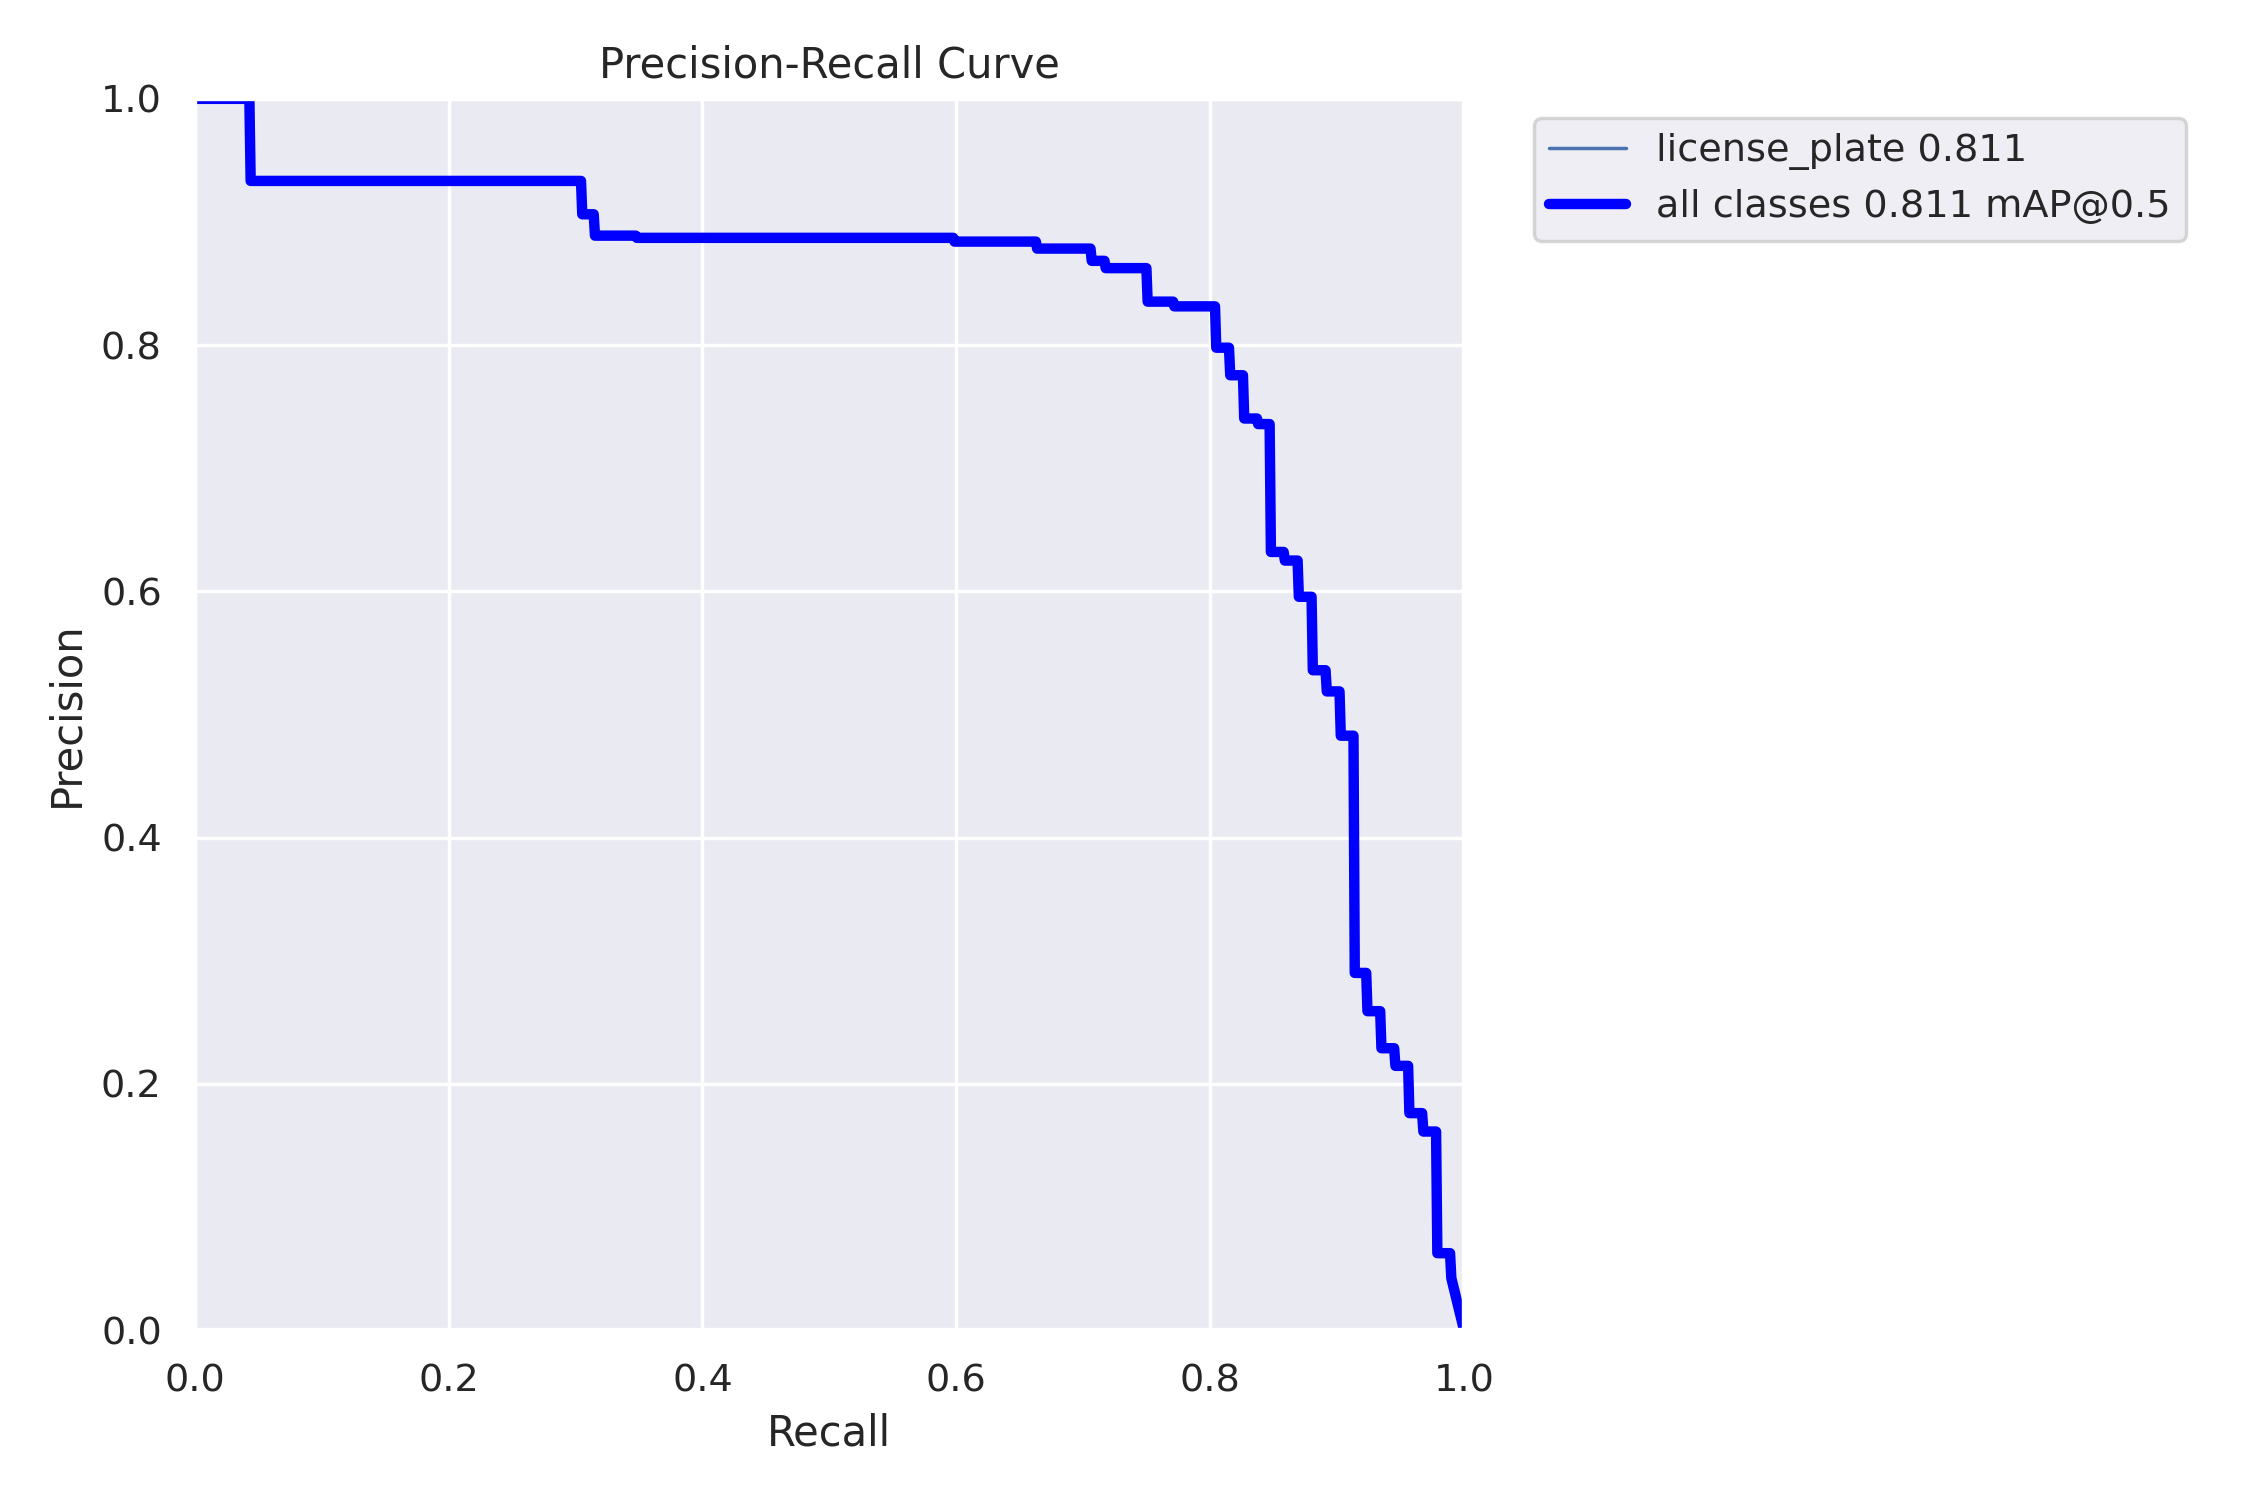 Precision-Recall Curve
1.0
0.8
0.6
0.4
0.2
0.0
Precision
0.0 0.2 0.4 0.6 0.8 1.0
Recall
license_plate 0.811
all classes 0.811 mAP@0.5